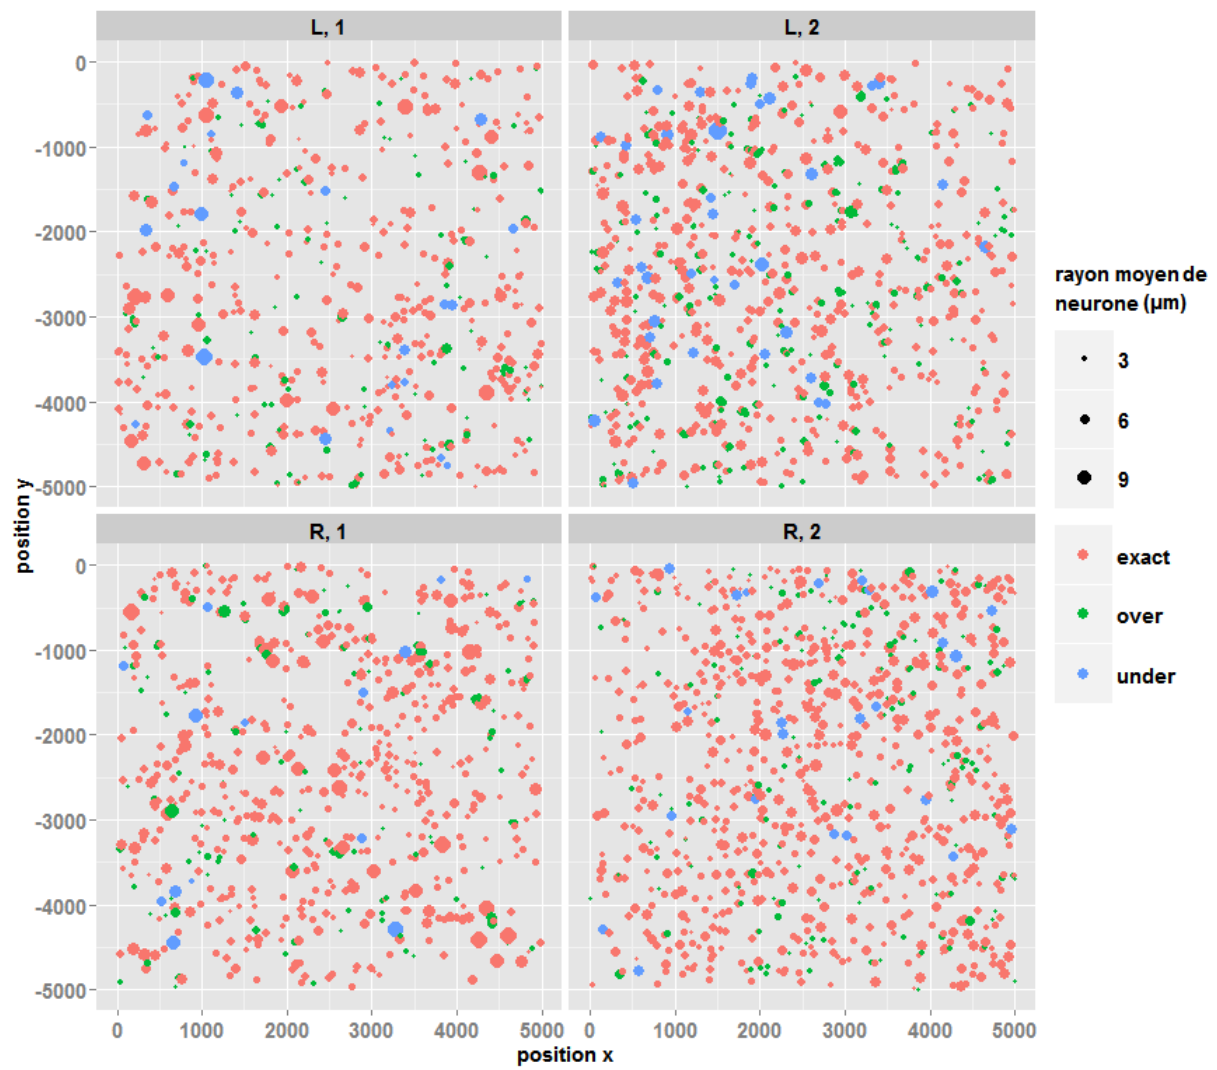 L, 1
L, 2
0
-1000
-2000
-3000
-4000
-5000
R, 1
R, 2
0
-1000
-2000
-3000
-4000
-5000
0 1000 2000 3000 4000 5000
0 1000 2000 3000 4000 5000
position x
position y
rayon moyen de
neurone (µm)
3
6
9
exact
over
under